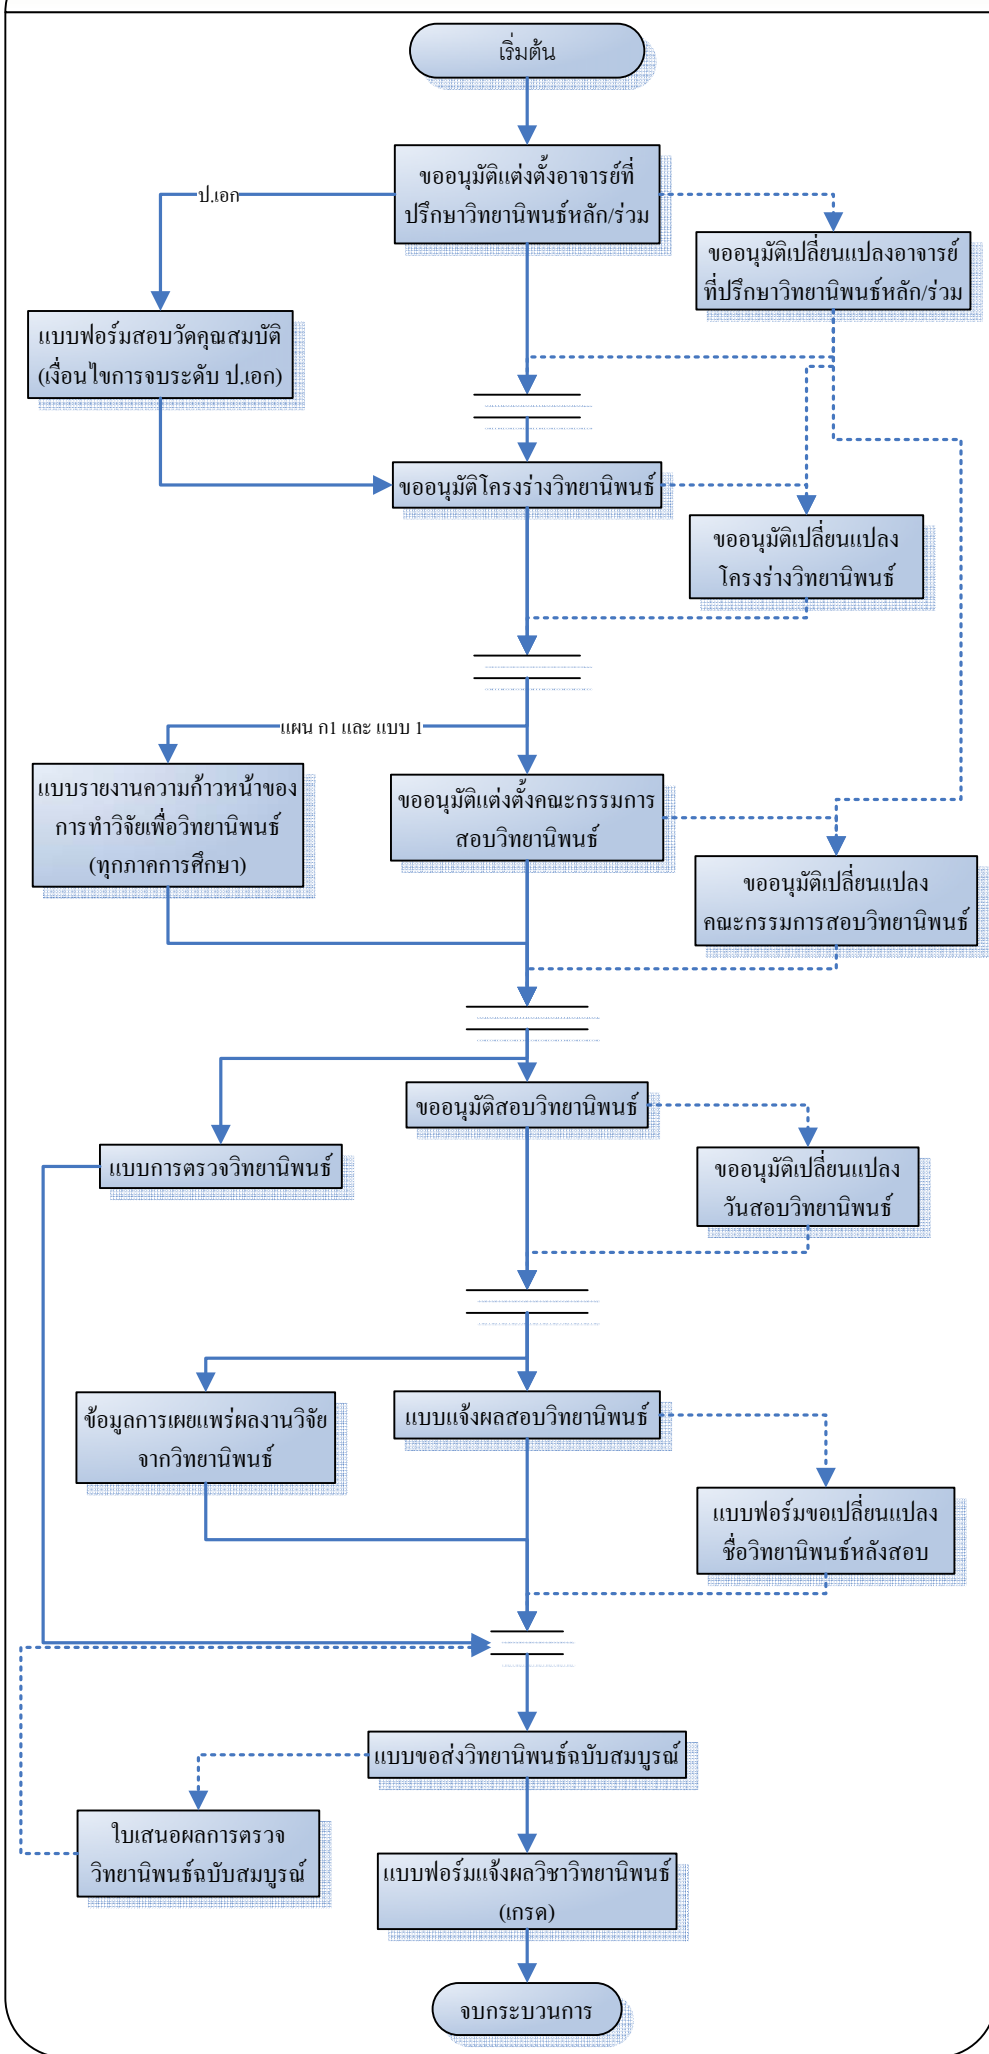 เริ่มต้น
ขออนุมัติแต่งตั้งอาจารย์ที่
ปรึกษาวิทยานิพนธ์หลัก/ร่วม
ป.เอก
ขออนุมัติเปลี่ยนแปลงอาจารย์
ที่ปรึกษาวิทยานิพนธ์หลัก/ร่วม
แบบฟอร์มสอบวัดคุณสมบัติ
(เงื่อนไขการจบระดับ ป.เอก)
ขออนุมัติโครงร่างวิทยานิพนธ์
ขออนุมัติเปลี่ยนแปลง
โครงร่างวิทยานิพนธ์
แผน ก1 และ แบบ 1
แบบรายงานความก้าวหน้าของ
การทำวิจัยเพื่อวิทยานิพนธ์
(ทุกภาคการศึกษา)
ขออนุมัติแต่งตั้งคณะกรรมการ
สอบวิทยานิพนธ์
ขออนุมัติเปลี่ยนแปลง
คณะกรรมการสอบวิทยานิพนธ์
ขออนุมัติสอบวิทยานิพนธ์
แบบการตรวจวิทยานิพนธ์
ขออนุมัติเปลี่ยนแปลง
วันสอบวิทยานิพนธ์
ข้อมูลการเผยแพร่ผลงานวิจัย
จากวิทยานิพนธ์
แบบแจ้งผลสอบวิทยานิพนธ์
แบบฟอร์มขอเปลี่ยนแปลง
ชื่อวิทยานิพนธ์หลังสอบ
แบบขอส่งวิทยานิพนธ์ฉบับสมบูรณ์
ใบเสนอผลการตรวจ
วิทยานิพนธ์ฉบับสมบูรณ์
แบบฟอร์มแจ้งผลวิชาวิทยานิพนธ์
(เกรด)
จบกระบวนการ